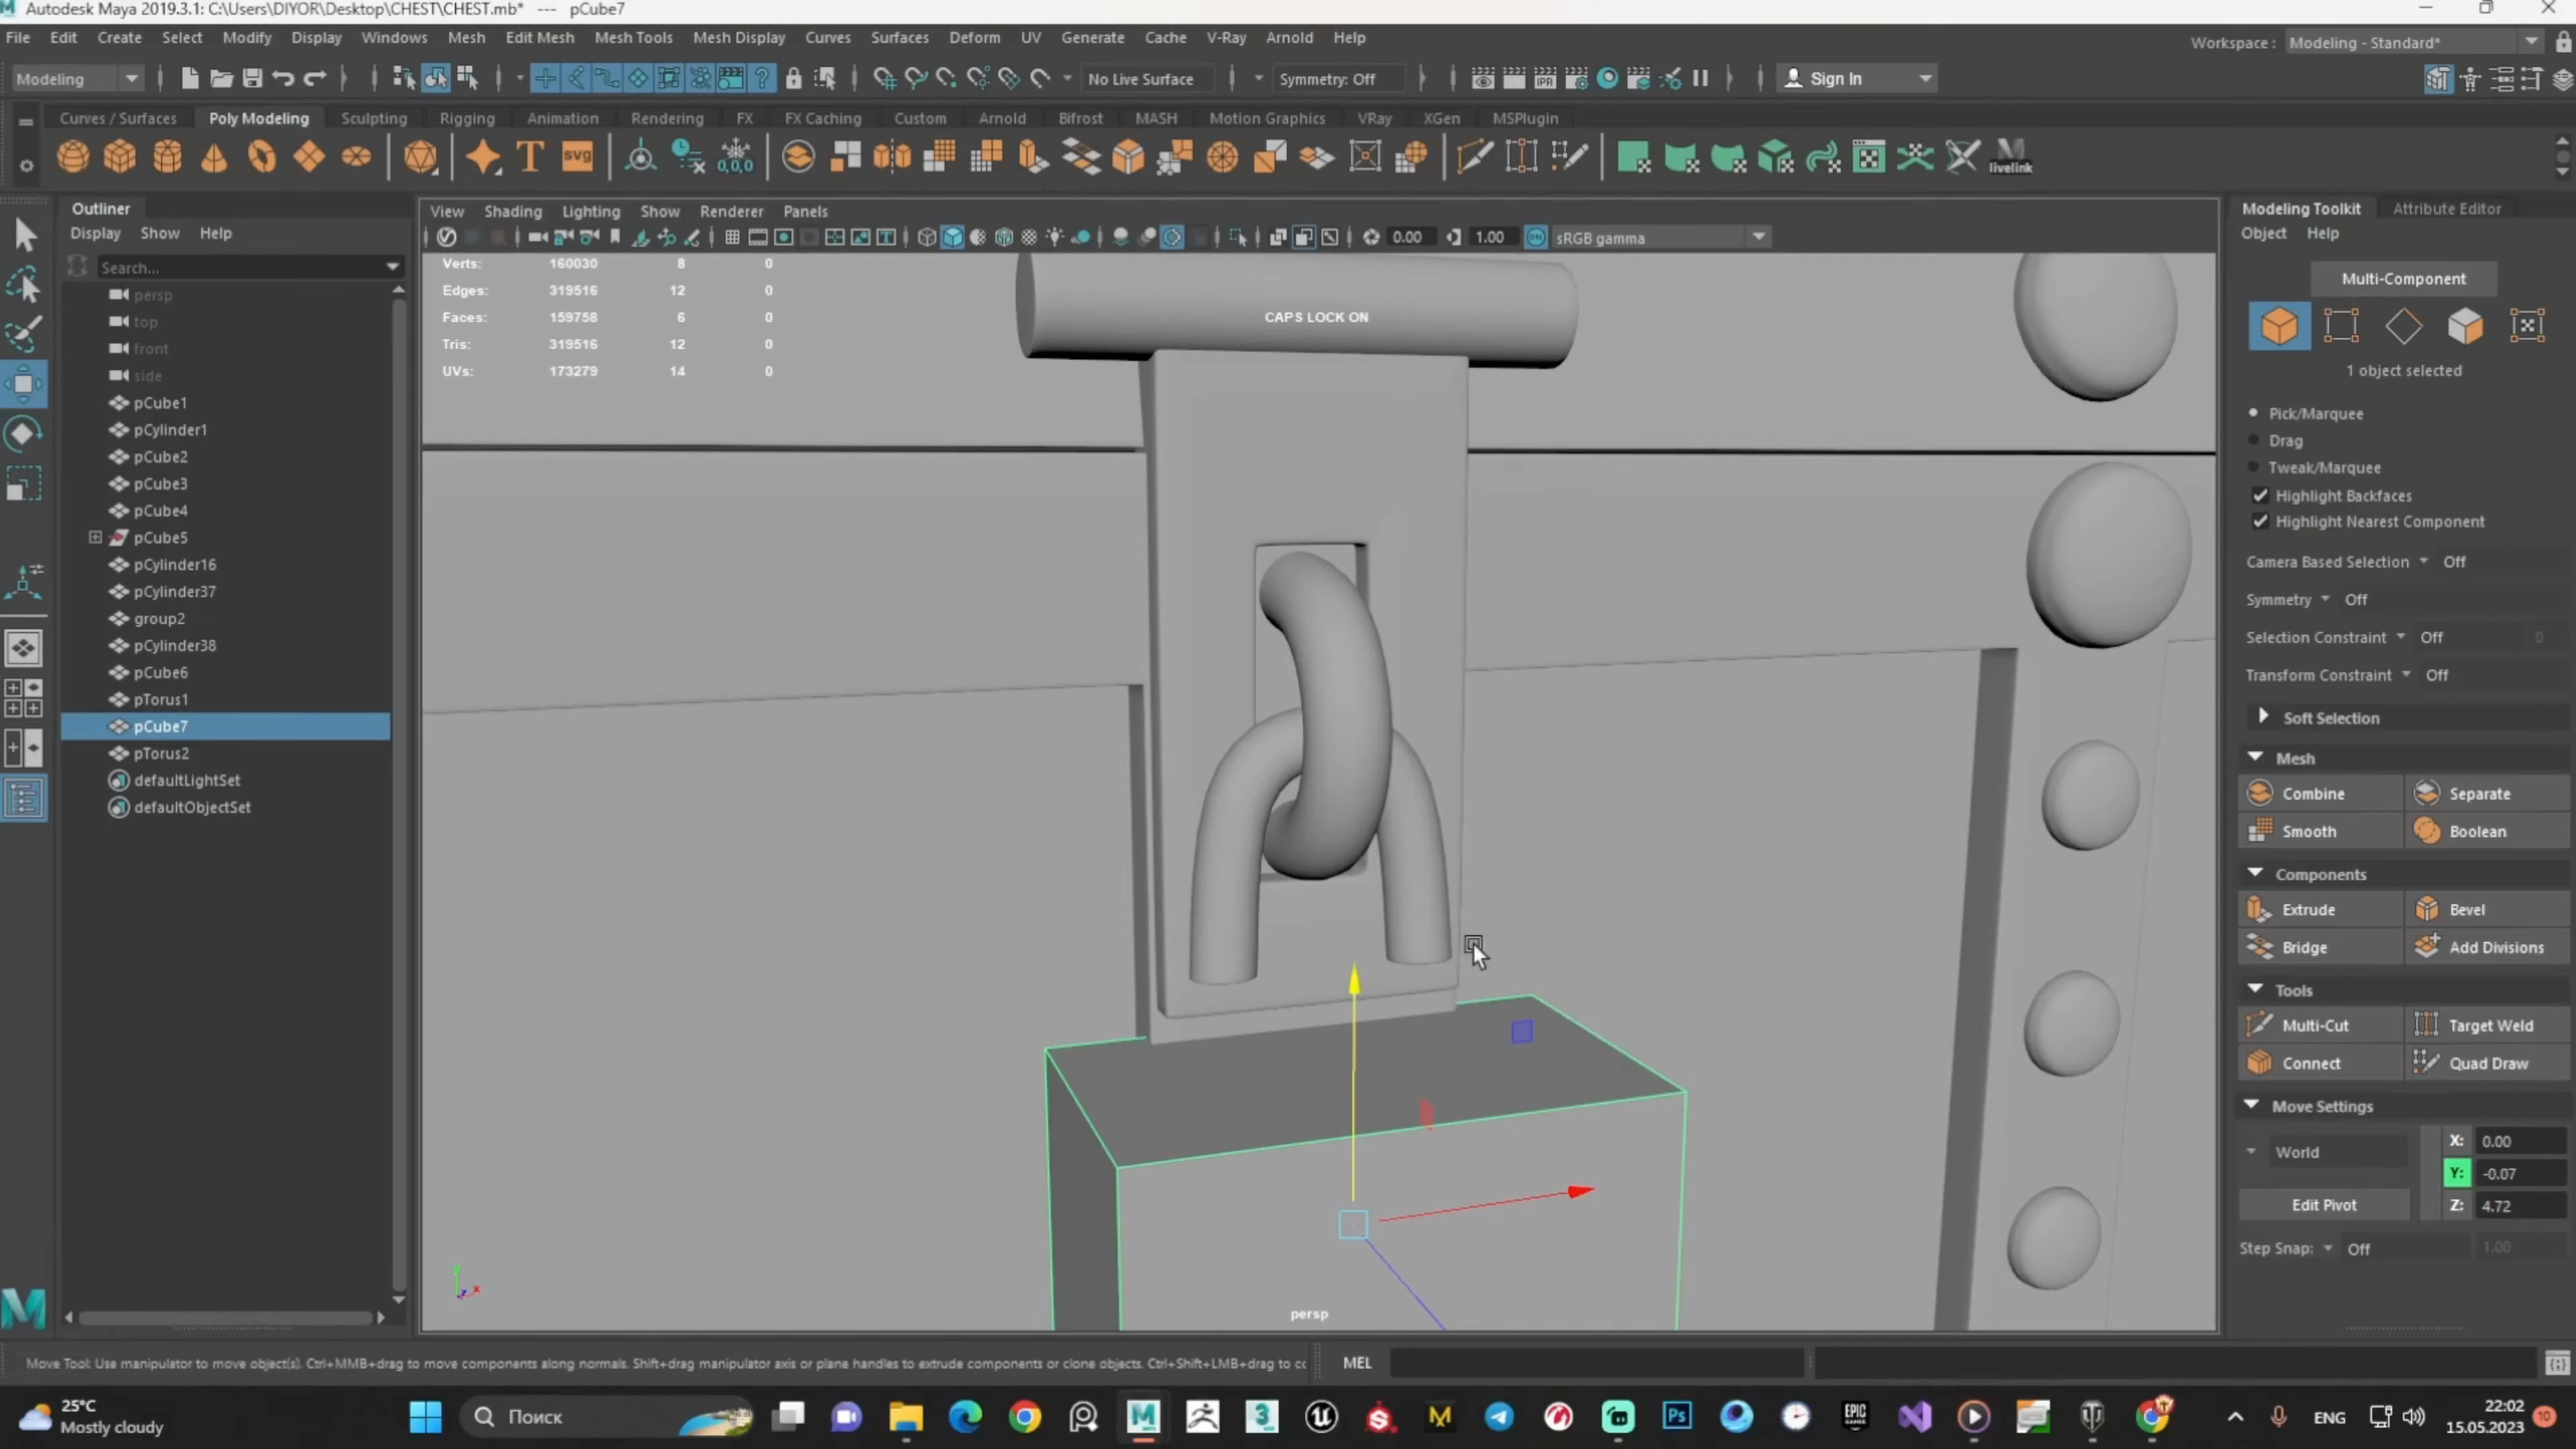 Autodesk Maya 2019.3.1: C:\Users\DIYOR\Desktop\CHEST\CHEST.mb* --- pCube7
File Edit Create Select Modify Display Windows Mesh Edit Mesh Mesh Tools Mesh Display Curves Surfaces Deform UV Generate Cache V-Ray Arnold Help
Workspace : Modeling - Standard*
Modeling No Live Surface Symmetry: Off Sign In
Curves / Surfaces Poly Modeling Sculpting Rigging Animation Rendering FX FX Caching Custom Arnold Bifrost MASH Motion Graphics VRay XGen MSPlugin
T svg 0,0,0 livelink
Outliner
Display Show Help
Search...
persp
top
front
side
pCube1
pCylinder1
pCube2
pCube3
pCube4
pCube5
pCylinder16
pCylinder37
group2
pCylinder38
pCube6
pTorus1
pCube7
pTorus2
defaultLightSet
defaultObjectSet
View Shading Lighting Show Renderer Panels
0.00 1.00 ON sRGB gamma
Verts: 160030 8 0
Edges: 319516 12 0
Faces: 159758 6 0
Tris: 319516 12 0
UVs: 173279 14 0
CAPS LOCK ON
persp
Modeling Toolkit Attribute Editor
Object Help
Multi-Component
1 object selected
Pick/Marquee
Drag
Tweak/Marquee
Highlight Backfaces
Highlight Nearest Component
Camera Based Selection Off
Symmetry Off
Selection Constraint Off 0
Transform Constraint Off
Soft Selection
Mesh
Combine Separate
Smooth Boolean
Components
Extrude Bevel
Bridge Add Divisions
Tools
Multi-Cut Target Weld
Connect Quad Draw
Move Settings
World
X: 0.00
Y: -0.07
Edit Pivot
Z: 4.72
Step Snap: Off 1.00
Move Tool: Use manipulator to move object(s). Ctrl+MMB+drag to move components along normals. Shift+drag manipulator axis or plane handles to extrude components or clone objects. Ctrl+Shift+LMB+drag to cc
MEL
25°C
Mostly cloudy
Поиск
ENG
22:02
15.05.2023
10